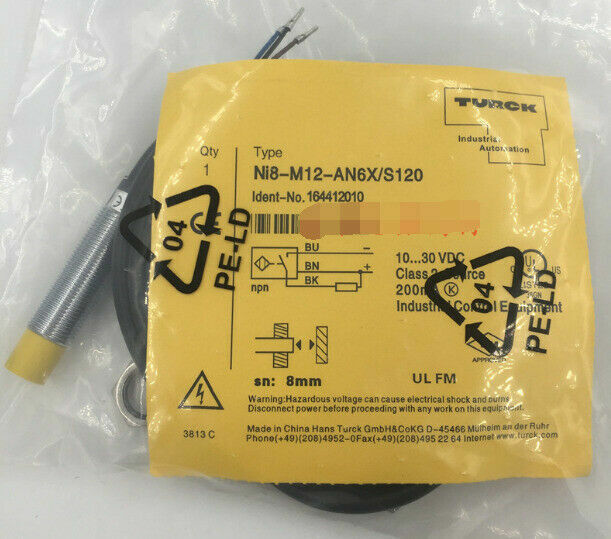 TURCK
Industrial
Automation
Qty
1
Type
Ni8-M12-AN6X/S120
Ident-No. 164412010
BU
BN
BK
-
+
npn
10...30 VDC
Class 2
200m
K
Industrial Control Equipment
sn: 8mm
UL FM
APPROVED
Warning:Hazardous voltage can cause electrical shock and burns.
Disconnect power before proceeding with any work on this equipment.
3813 C
Made in China Hans Turck GmbH&CoKG D-45466 Mulheim an der Ruhr
Phone(+49)(208)4952-0Fax(+49)(208)495 22 64 Internet www.turck.com
04
PE-LD
04
PE-LD